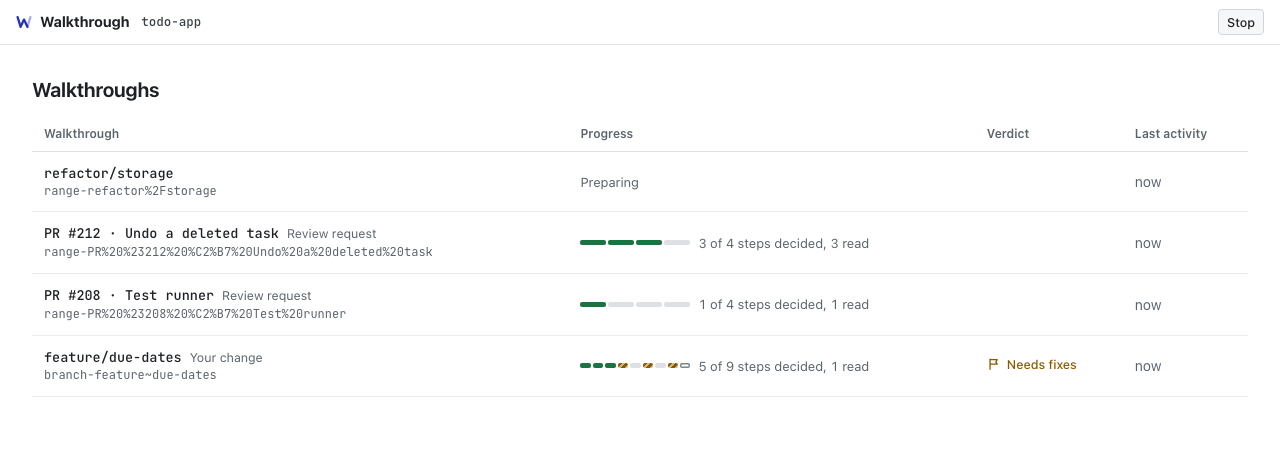 Walkthrough todo-app Stop
Walkthroughs
Walkthrough Progress Verdict Last activity
refactor/storage
range-refactor%2Fstorage
Preparing now
PR #212 · Undo a deleted task Review request
range-PR%20%23212%20%C2%B7%20Undo%20a%20deleted%20task
3 of 4 steps decided, 3 read now
PR #208 · Test runner Review request
range-PR%20%23208%20%C2%B7%20Test%20runner
1 of 4 steps decided, 1 read now
feature/due-dates Your change
branch-feature~due-dates
5 of 9 steps decided, 1 read Needs fixes now